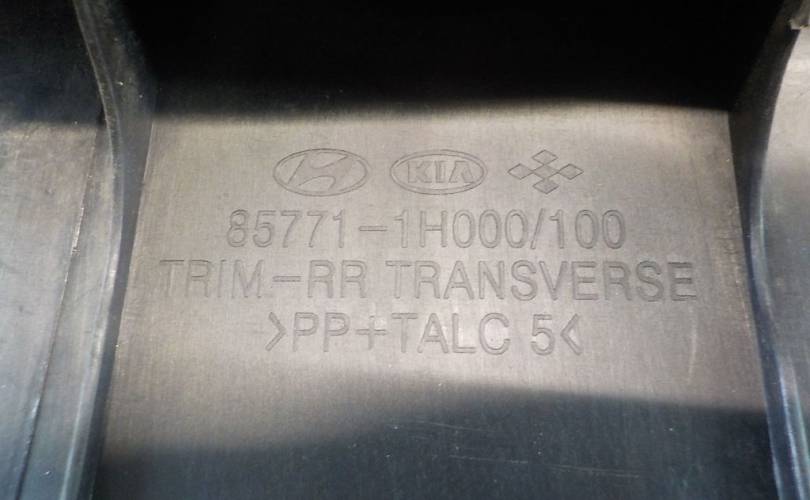 KIA
85771-1H000/100
TRIM-RR TRANSVERSE
>PP+TALC 5<